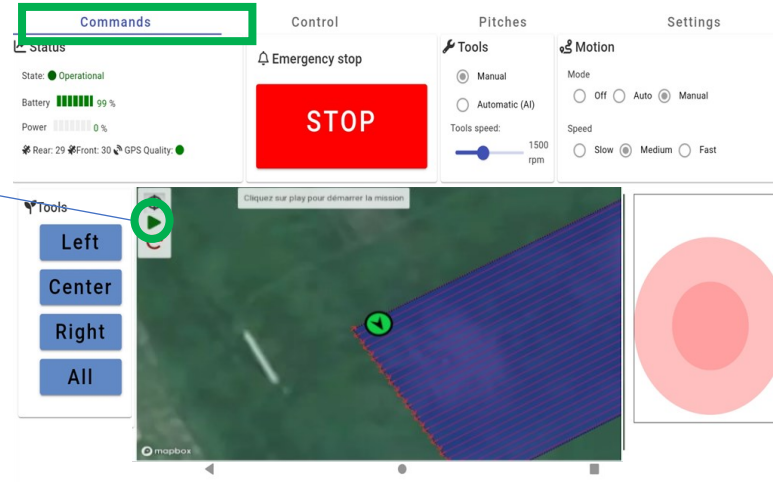 Commands
Control
Pitches
Settings
Status
State: Operational
Battery 99 %
Power 0 %
Rear: 29 Front: 30 GPS Quality:
Emergency stop
STOP
Tools
Manual
Automatic (AI)
Tools speed:
1500
rpm
Motion
Mode
Off Auto Manual
Speed
Slow Medium Fast
Tools
Left
Center
Right
All
Cliquez sur play pour démarrer la mission
mapbox